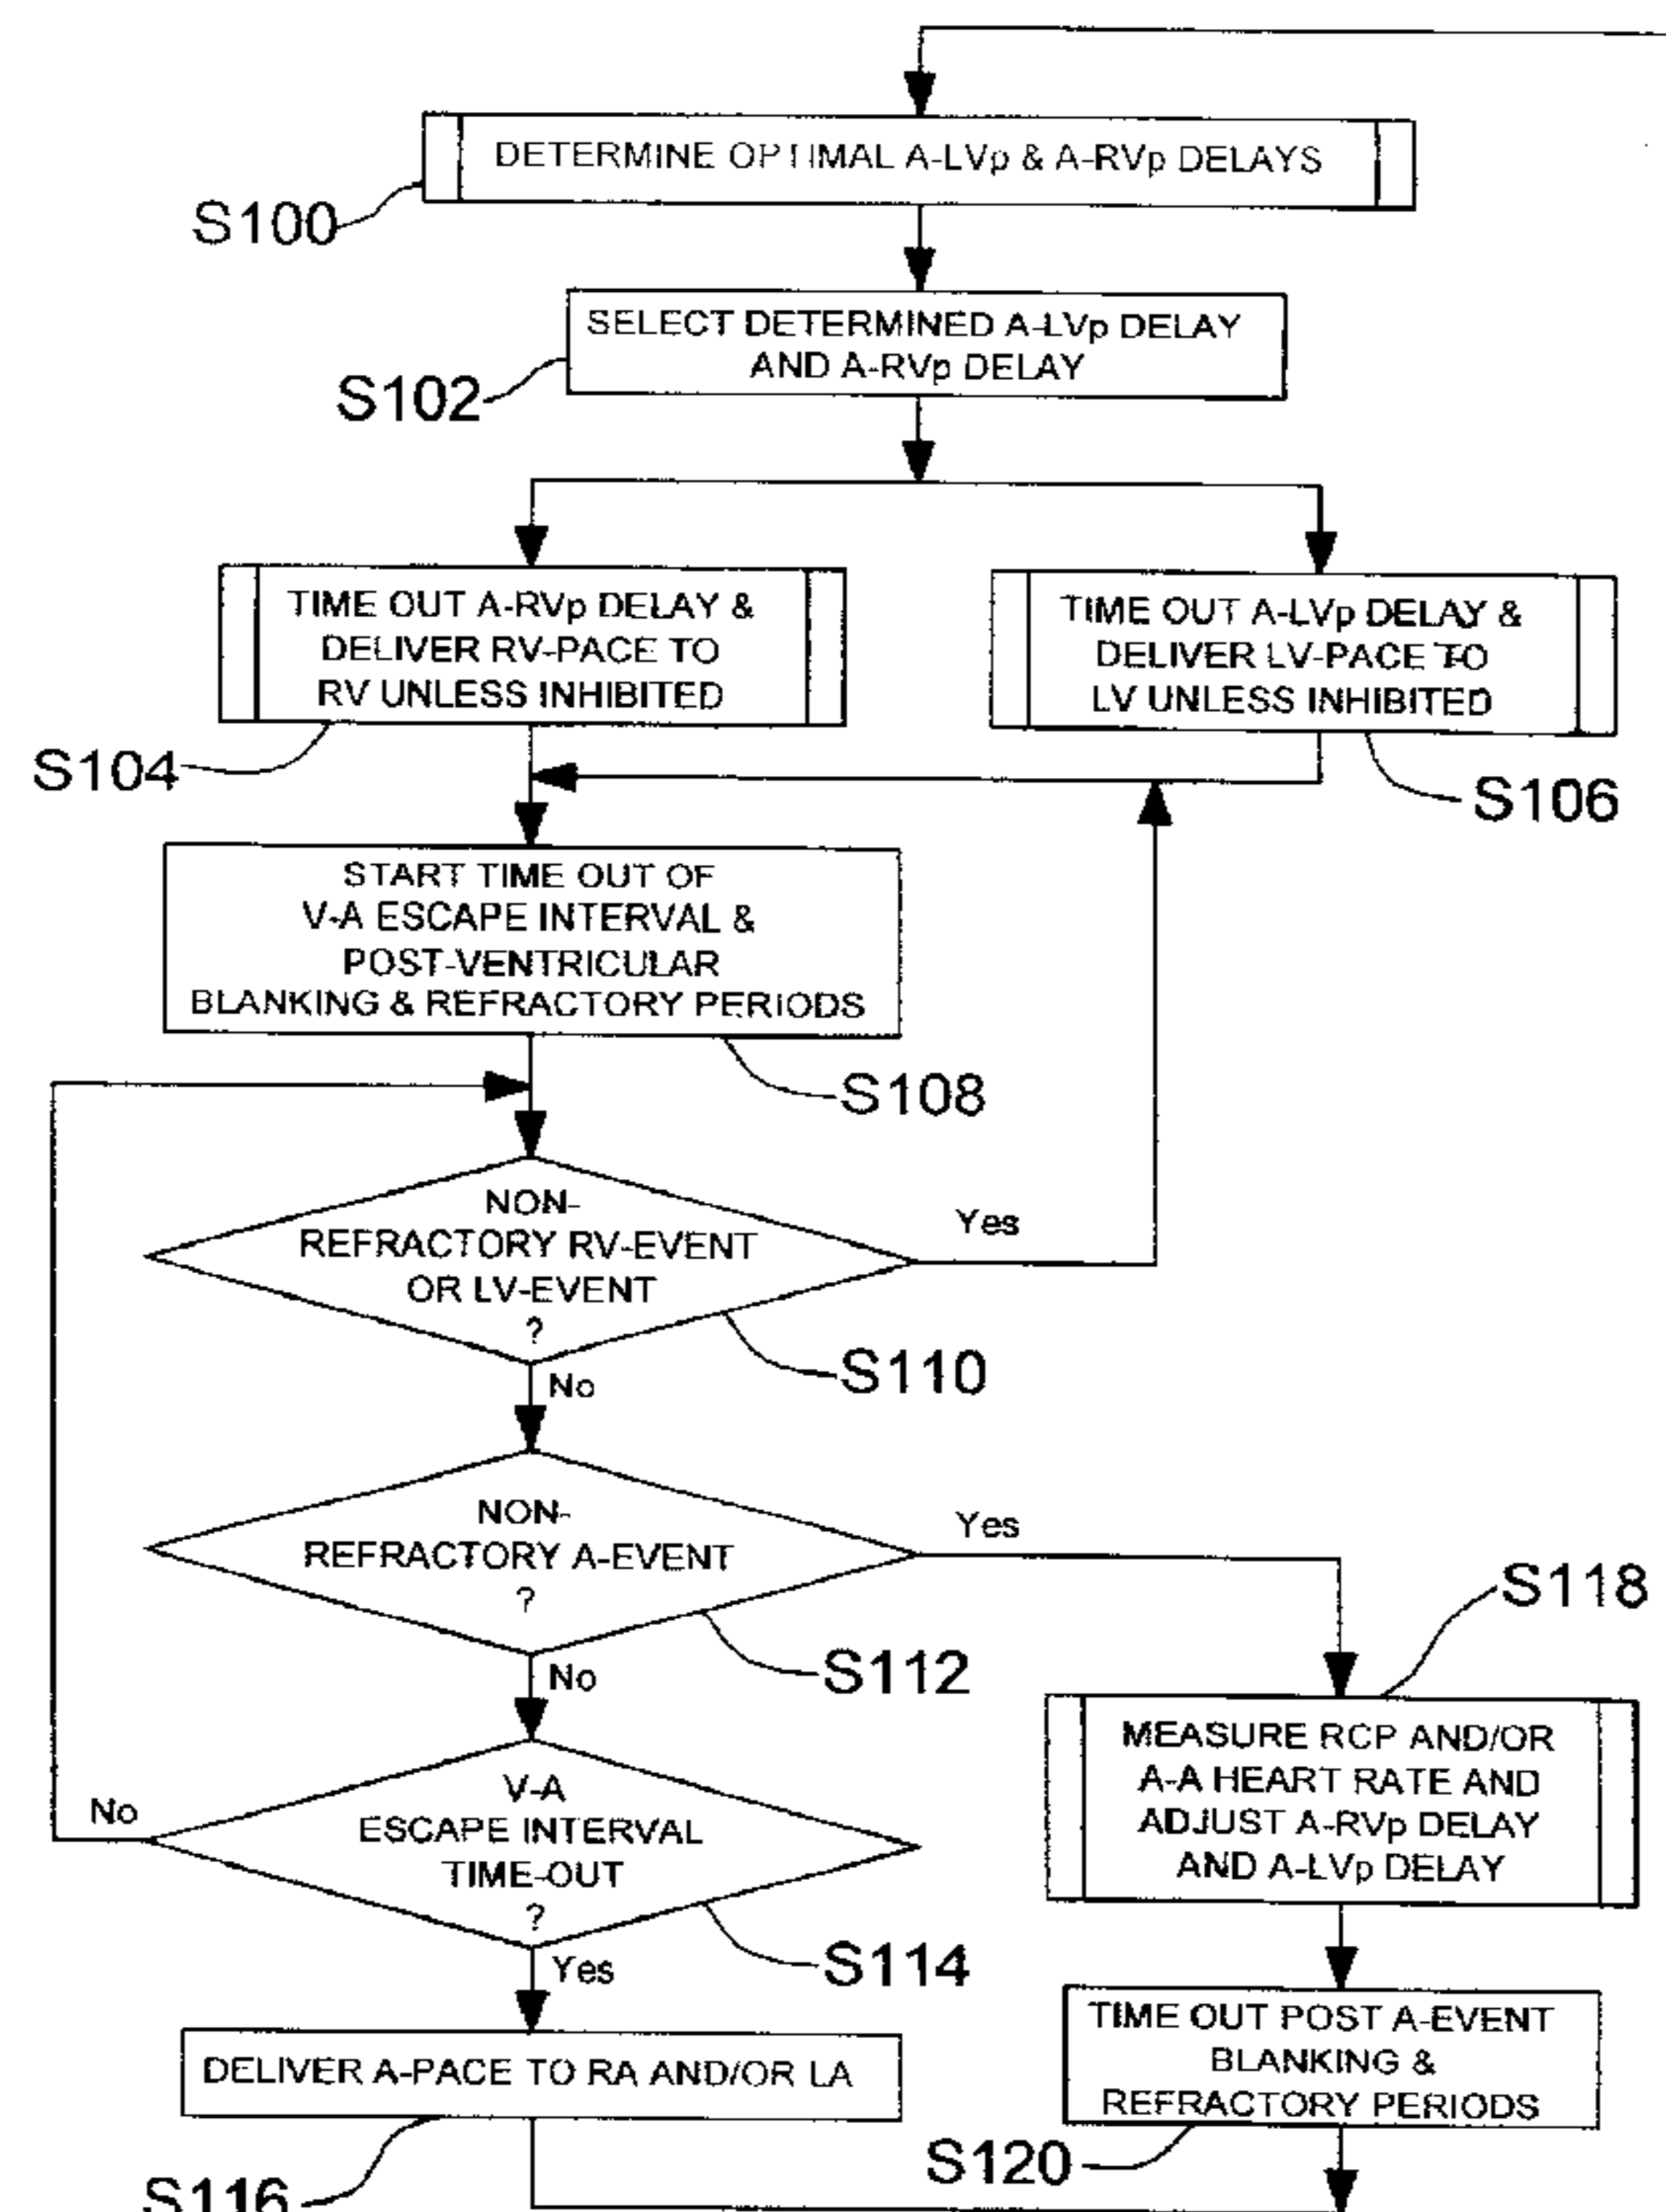 DETERMINE OPTIMAL A-LVp & A-RVp DELAYS
S100
SELECT DETERMINED A-LVp DELAY
AND A-RVp DELAY
S102
TIME OUT A-RVp DELAY &
DELIVER RV-PACE TO
RV UNLESS INHIBITED
S104
TIME OUT A-LVp DELAY &
DELIVER LV-PACE TO
LV UNLESS INHIBITED
S106
START TIME OUT OF
V-A ESCAPE INTERVAL &
POST-VENTRICULAR
BLANKING & REFRACTORY PERIODS
S108
NON-
REFRACTORY RV-EVENT
OR LV-EVENT
?
Yes
S110
No
NON-
REFRACTORY A-EVENT
?
Yes
S112
No
S118
MEASURE RCP AND/OR
A-A HEART RATE AND
ADJUST A-RVp DELAY
AND A-LVp DELAY
V-A
ESCAPE INTERVAL
TIME-OUT
?
No
S114
Yes
DELIVER A-PACE TO RA AND/OR LA
S116
TIME OUT POST A-EVENT
BLANKING &
REFRACTORY PERIODS
S120